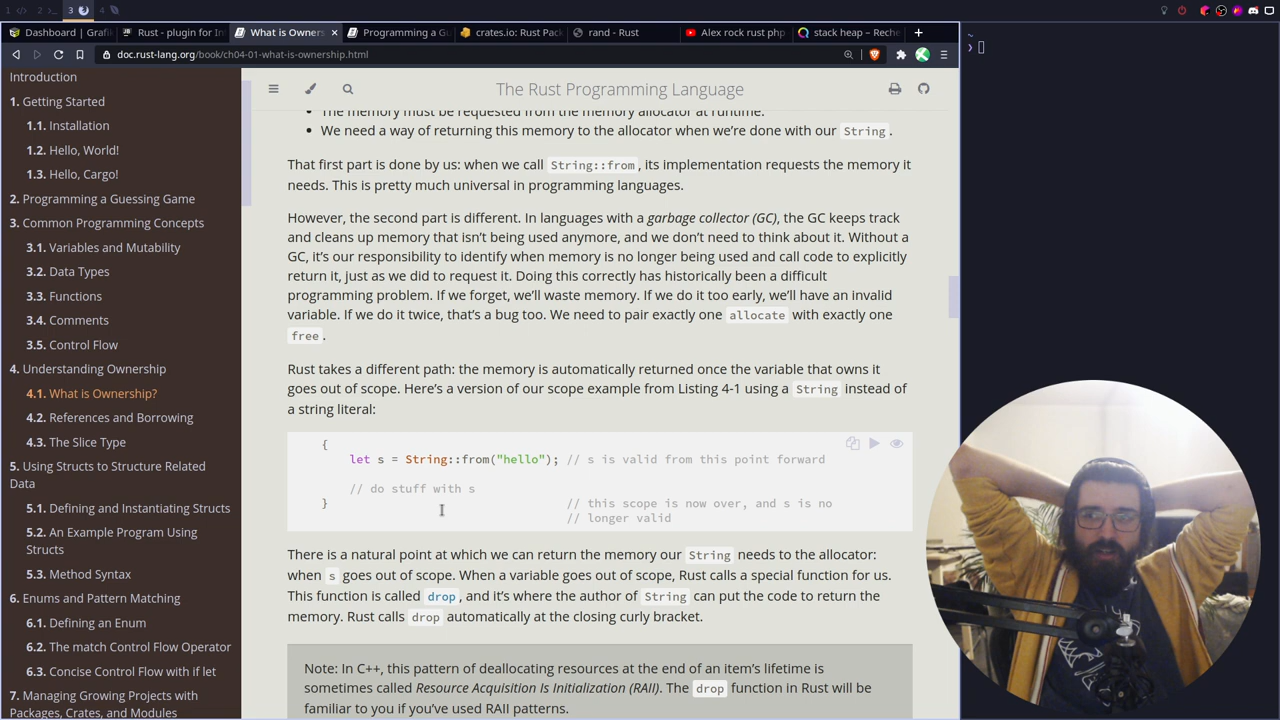 1
2
3
4
Dashboard | Grafi
Rust - plugin for In
What is Owners
Programming a Gu
crates.io: Rust Pack
rand - Rust
Alex rock rust php
stack heap – Reche
doc.rust-lang.org/book/ch04-01-what-is-ownership.html
Introduction
1. Getting Started
1.1. Installation
1.2. Hello, World!
1.3. Hello, Cargo!
2. Programming a Guessing Game
3. Common Programming Concepts
3.1. Variables and Mutability
3.2. Data Types
3.3. Functions
3.4. Comments
3.5. Control Flow
4. Understanding Ownership
4.1. What is Ownership?
4.2. References and Borrowing
4.3. The Slice Type
5. Using Structs to Structure Related
Data
5.1. Defining and Instantiating Structs
5.2. An Example Program Using
Structs
5.3. Method Syntax
6. Enums and Pattern Matching
6.1. Defining an Enum
6.2. The match Control Flow Operator
6.3. Concise Control Flow with if let
7. Managing Growing Projects with
Packages, Crates, and Modules
The Rust Programming Language
• The memory must be requested from the memory allocator at runtime.
• We need a way of returning this memory to the allocator when we're done with our String.
That first part is done by us: when we call String::from, its implementation requests the memory it
needs. This is pretty much universal in programming languages.
However, the second part is different. In languages with a garbage collector (GC), the GC keeps track
and cleans up memory that isn't being used anymore, and we don't need to think about it. Without a
GC, it's our responsibility to identify when memory is no longer being used and call code to explicitly
return it, just as we did to request it. Doing this correctly has historically been a difficult
programming problem. If we forget, we'll waste memory. If we do it too early, we'll have an invalid
variable. If we do it twice, that's a bug too. We need to pair exactly one allocate with exactly one
free.
Rust takes a different path: the memory is automatically returned once the variable that owns it
goes out of scope. Here's a version of our scope example from Listing 4-1 using a String instead of
a string literal:
{
let s = String::from("hello"); // s is valid from this point forward
// do stuff with s
} // this scope is now over, and s is no
// longer valid
There is a natural point at which we can return the memory our String needs to the allocator:
when s goes out of scope. When a variable goes out of scope, Rust calls a special function for us.
This function is called drop, and it's where the author of String can put the code to return the
memory. Rust calls drop automatically at the closing curly bracket.
Note: In C++, this pattern of deallocating resources at the end of an item's lifetime is
sometimes called Resource Acquisition Is Initialization (RAII). The drop function in Rust will be
familiar to you if you've used RAII patterns.
~
❯